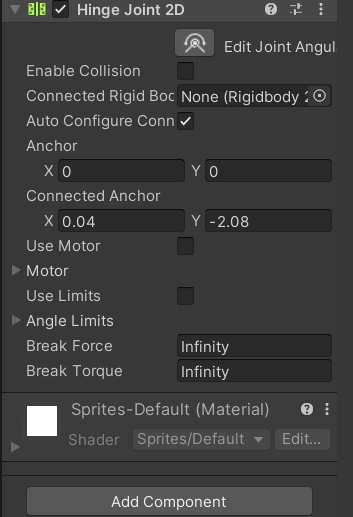 Hinge Joint 2D
Edit Joint Angul
Enable Collision
Connected Rigid Boc None (Rigidbody 2
Auto Configure Conn
Anchor
X 0 Y 0
Connected Anchor
X 0.04 Y -2.08
Use Motor
Motor
Use Limits
Angle Limits
Break Force Infinity
Break Torque Infinity
Sprites-Default (Material)
Shader Sprites/Default Edit...
Add Component